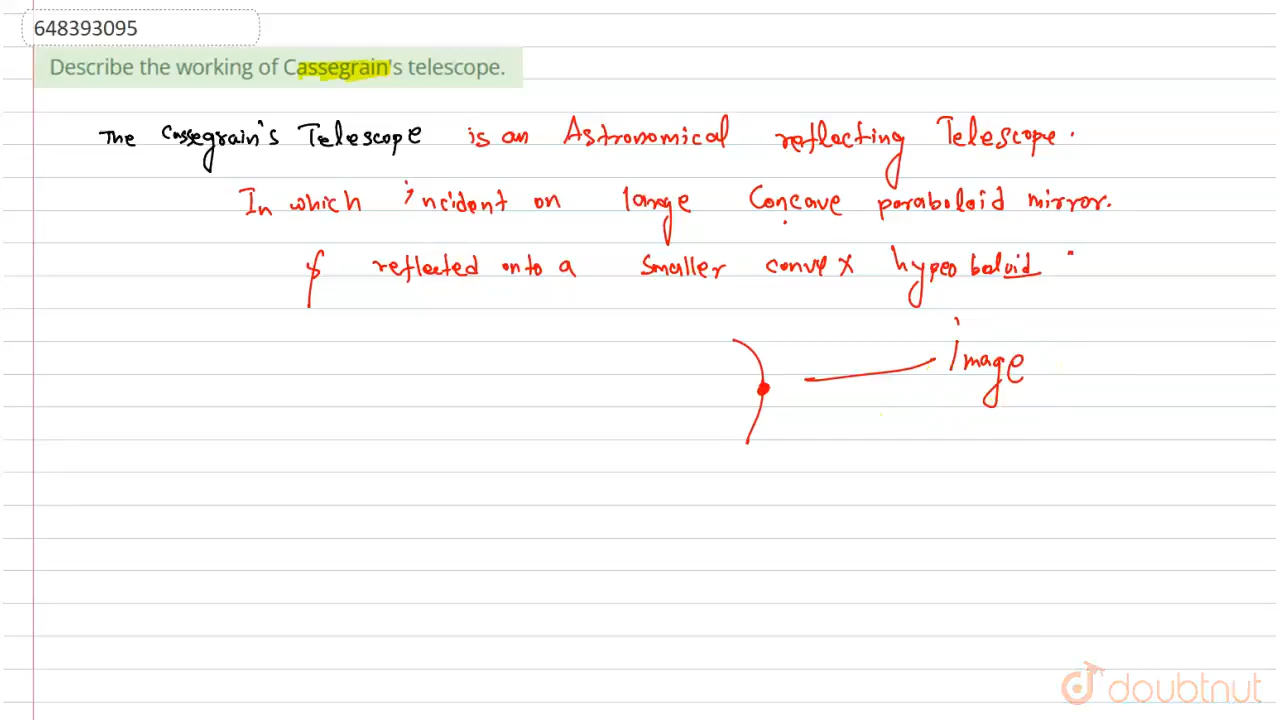 648393095
Describe the working of Cassegrain's telescope.
The Cassegrain's Telescope is an Astronomical reflecting Telescope.
In which incident on large Concave paraboloid mirror.
& reflected onto a smaller convex hypeobaloid
image
doubtnut